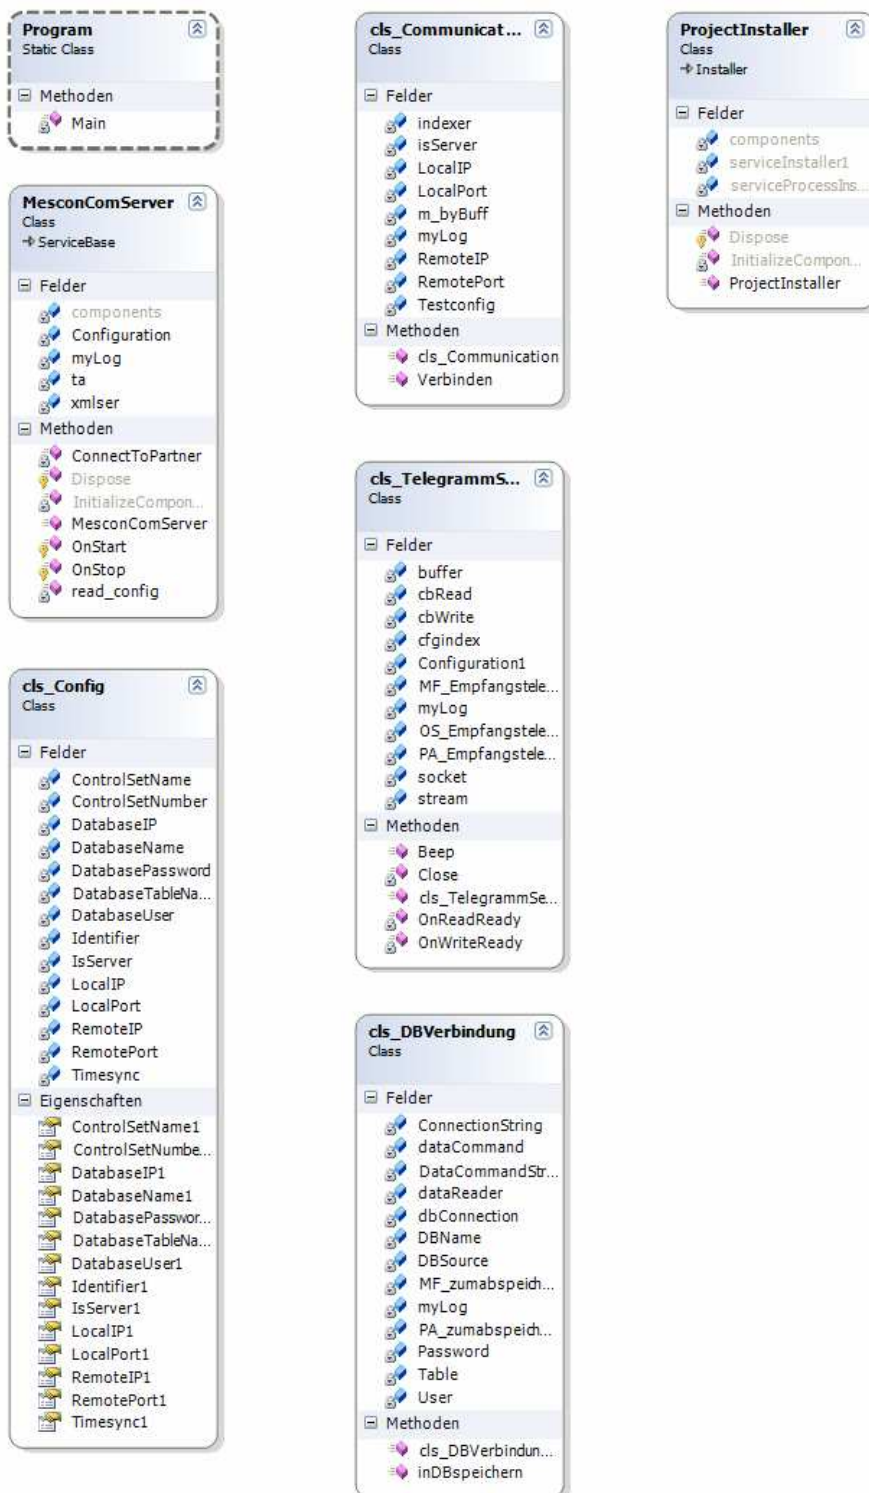 Program
Static Class
Methoden
Main
MesconComServer
Class
ServiceBase
Felder
components
Configuration
myLog
ta
xmlser
Methoden
ConnectToPartner
Dispose
InitializeCompon...
MesconComServer
OnStart
OnStop
read_config
cls_Config
Class
Felder
ControlSetName
ControlSetNumber
DatabaseIP
DatabaseName
DatabasePassword
DatabaseTableNa...
DatabaseUser
Identifier
IsServer
LocalIP
LocalPort
RemoteIP
RemotePort
Timesync
Eigenschaften
ControlSetName1
ControlSetNumbe...
DatabaseIP1
DatabaseName1
DatabasePasswor...
DatabaseTableNa...
DatabaseUser1
Identifier1
IsServer1
LocalIP1
LocalPort1
RemoteIP1
RemotePort1
Timesync1
cls_Communicat...
Class
Felder
indexer
isServer
LocalIP
LocalPort
m_byBuff
myLog
RemoteIP
RemotePort
Testconfig
Methoden
cls_Communication
Verbinden
cls_TelegrammS...
Class
Felder
buffer
cbRead
cbWrite
cfgindex
Configuration1
MF_Empfangstele...
myLog
OS_Empfangstele...
PA_Empfangstele...
socket
stream
Methoden
Beep
Close
cls_TelegrammSe...
OnReadReady
OnWriteReady
cls_DBVerbindung
Class
Felder
ConnectionString
dataCommand
DataCommandStr...
dataReader
dbConnection
DBName
DBSource
MF_zumabspeich...
myLog
PA_zumabspeich...
Password
Table
User
Methoden
cls_DBVerbindun...
inDBspeichern
ProjectInstaller
Class
Installer
Felder
components
serviceInstaller1
serviceProcessIns...
Methoden
Dispose
InitializeCompon...
ProjectInstaller